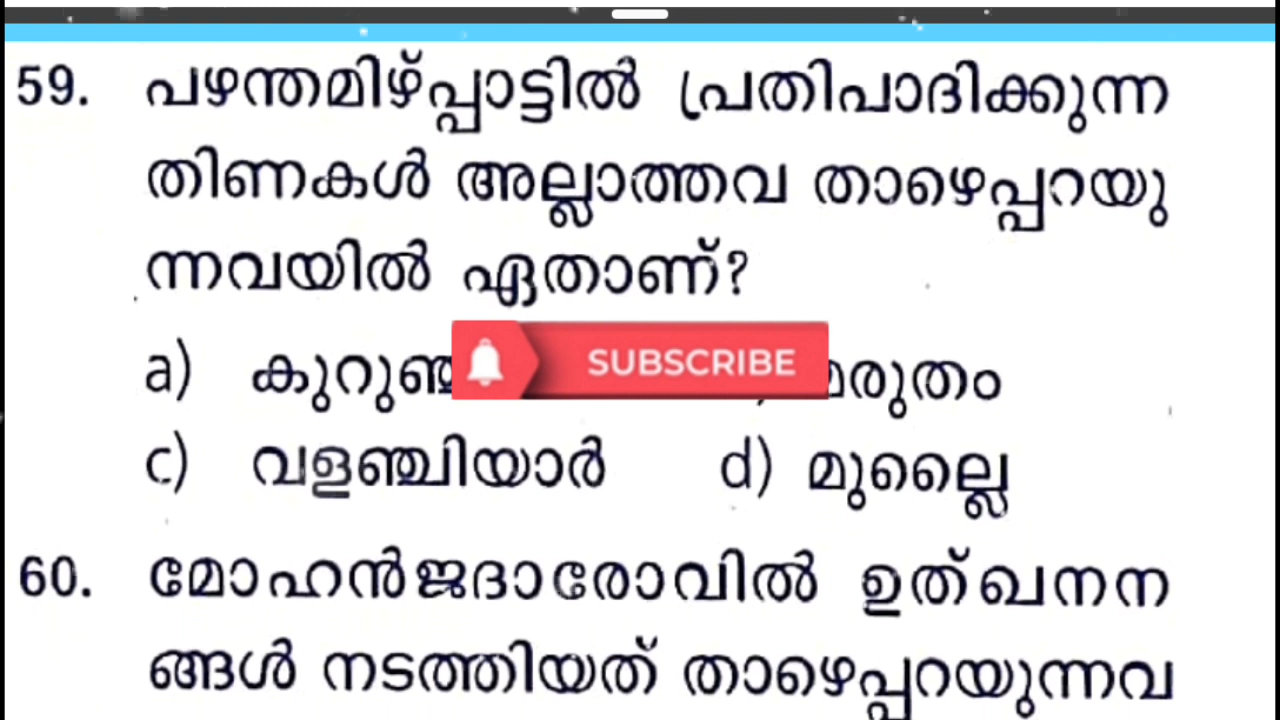 59. പഴന്തമിഴ്പ്പാട്ടിൽ പ്രതിപാദിക്കുന്ന
തിണകൾ അല്ലാത്തവ താഴെപ്പറയു
ന്നവയിൽ ഏതാണ്?
a) SUBSCRIBE മരുതം
c) വളഞ്ചിയാർ d) മുല്ലൈ
60. മോഹൻജദാരോവിൽ ഉത്ഖനന
ങ്ങൾ നടത്തിയത് താഴെപ്പറയുന്നവ